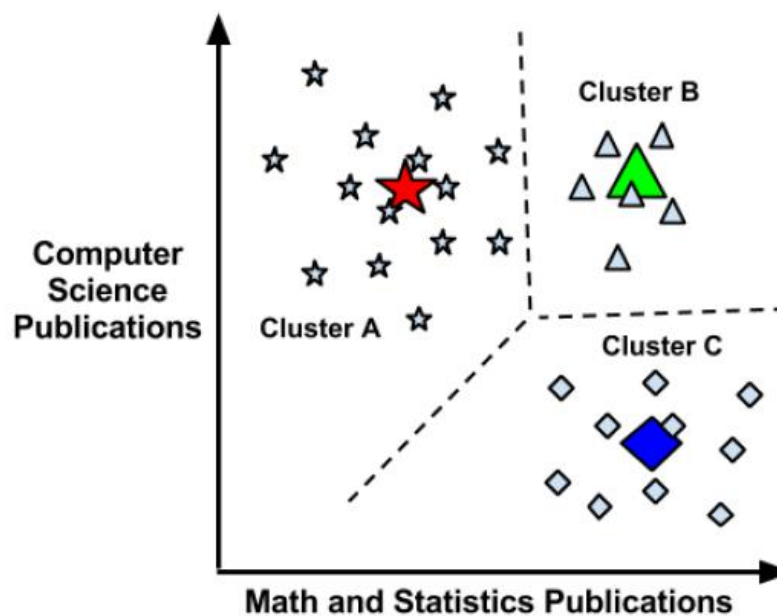 Cluster B
Computer
Science
Publications
Cluster A
Cluster C
Math and Statistics Publications